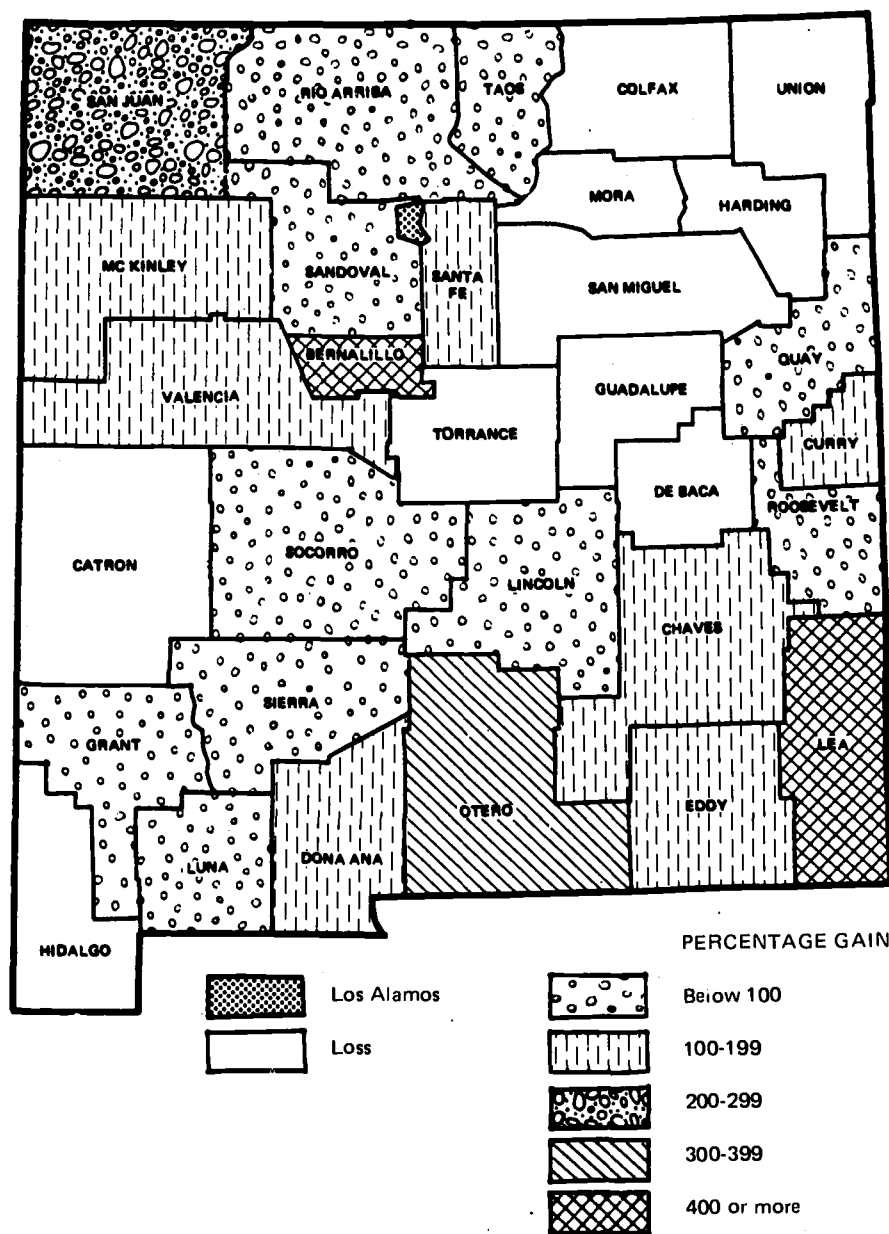 SAN JUAN
RIO ARRIBA
TAOS
COLFAX
UNION
MORA
HARDING
MC KINLEY
SANDOVAL
SANTA
FE
SAN MIGUEL
BERNALILLO
QUAY
VALENCIA
GUADALUPE
TORRANCE
CURRY
DE BACA
ROOSEVELT
SOCORRO
CATRON
LINCOLN
CHAVES
SIERRA
GRANT
LEA
OTERO
EDDY
LUNA
DONA ANA
HIDALGO
PERCENTAGE GAIN
Los Alamos
Below 100
Loss
100-199
200-299
300-399
400 or more